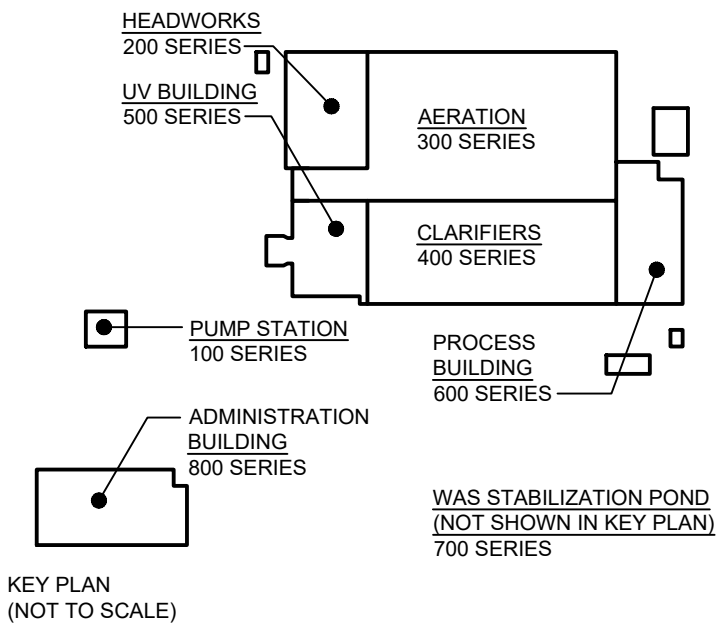 HEADWORKS
200 SERIES
UV BUILDING
500 SERIES
AERATION
300 SERIES
CLARIFIERS
400 SERIES
PUMP STATION
100 SERIES
PROCESS
BUILDING
600 SERIES
ADMINISTRATION
BUILDING
800 SERIES
WAS STABILIZATION POND
(NOT SHOWN IN KEY PLAN)
700 SERIES
KEY PLAN
(NOT TO SCALE)